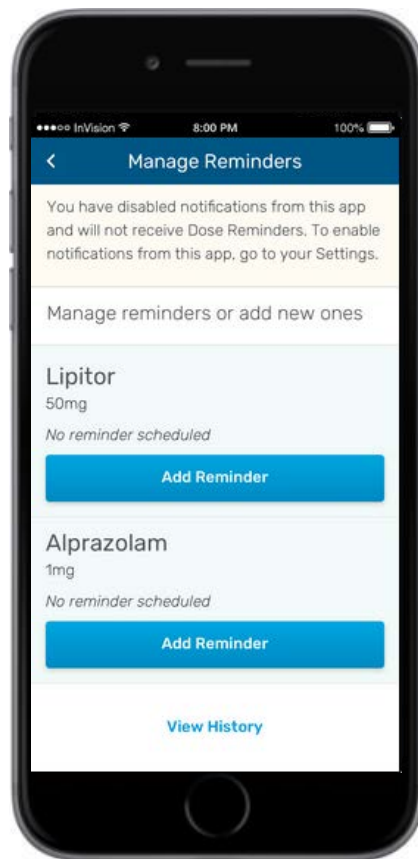 InVision 8:00 PM 100%
Manage Reminders
You have disabled notifications from this app
and will not receive Dose Reminders. To enable
notifications from this app, go to your Settings.
Manage reminders or add new ones
Lipitor
50mg
No reminder scheduled
Add Reminder
Alprazolam
1mg
No reminder scheduled
Add Reminder
View History